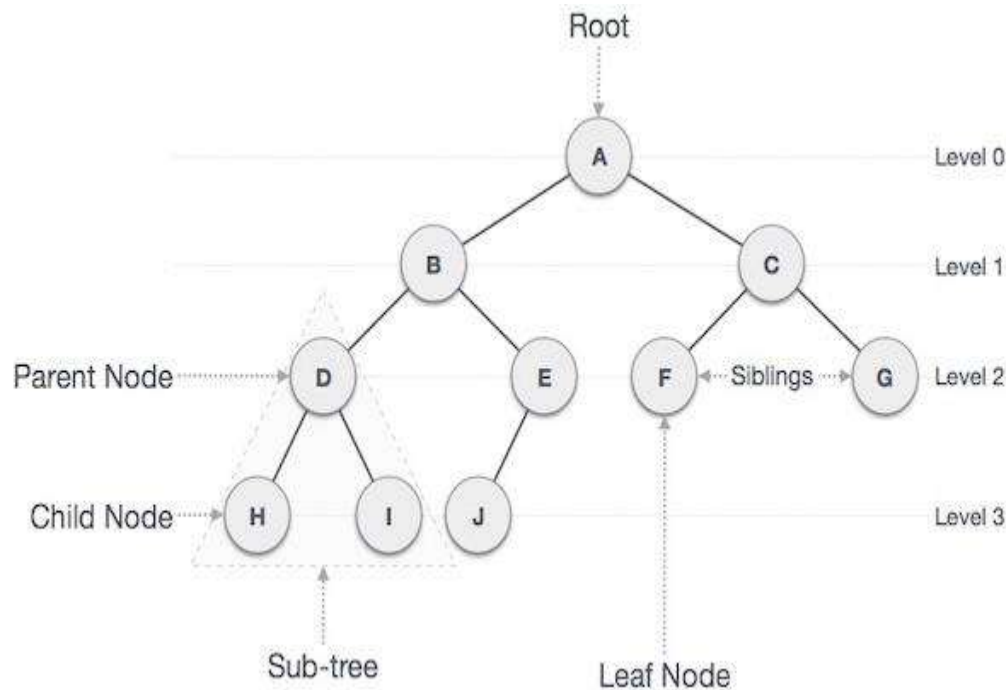 Root
A
Level 0
B
C
Level 1
Parent Node
D
E
F
Siblings
G
Level 2
Child Node
H
I
J
Level 3
Sub-tree
Leaf Node